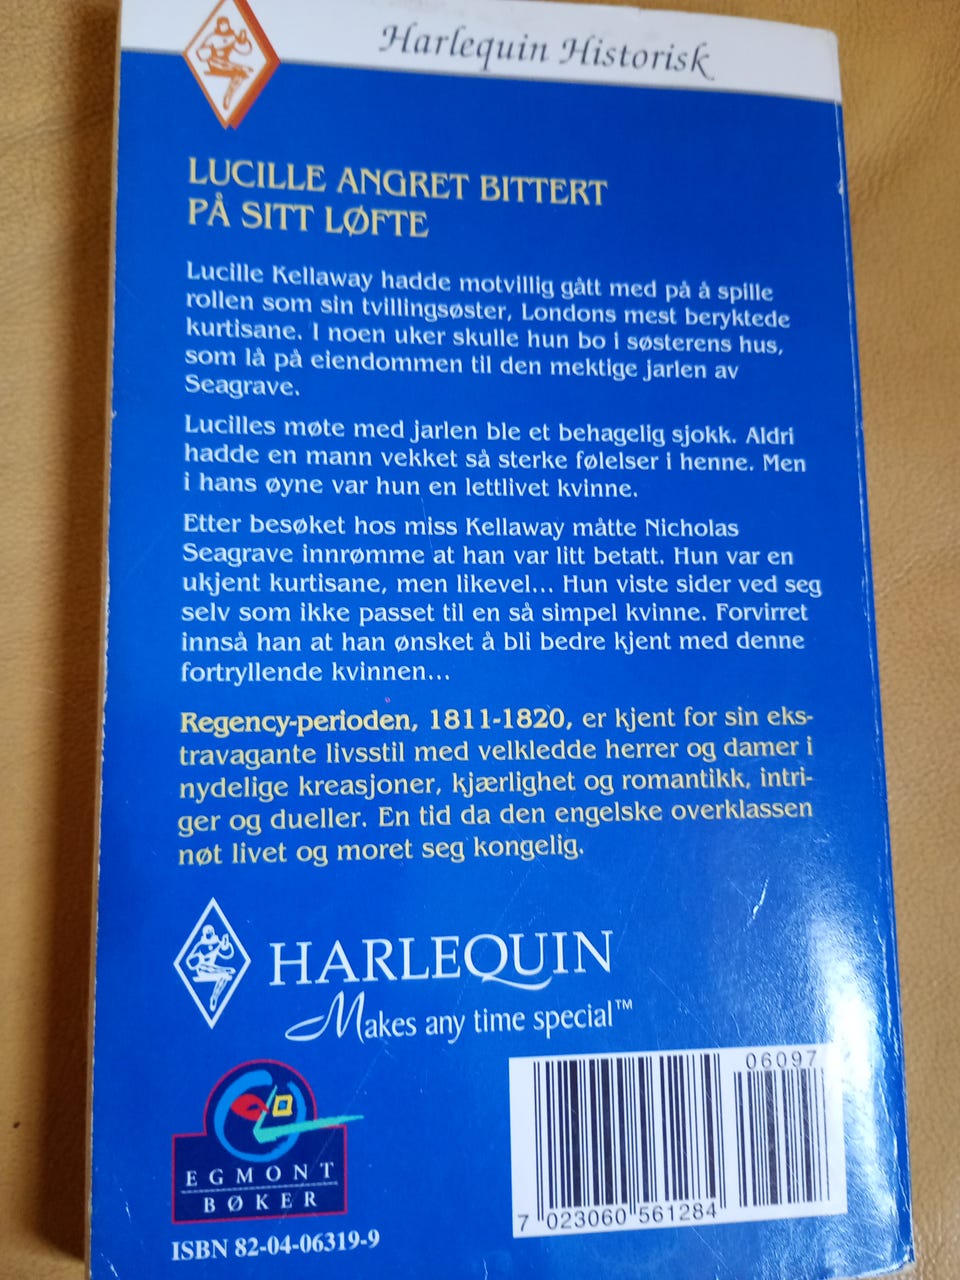 Harlequin Historisk
LUCILLE ANGRET BITTERT
PÅ SITT LØFTE
Lucille Kellaway hadde motvillig gått med på å spille
rollen som sin tvillingsøster, Londons mest beryktede
kurtisane. I noen uker skulle hun bo i søsterens hus,
som lå på eiendommen til den mektige jarlen av
Seagrave.
Lucilles møte med jarlen ble et behagelig sjokk. Aldri
hadde en mann vekket så sterke følelser i henne. Men
i hans øyne var hun en lettlivet kvinne.
Etter besøket hos miss Kellaway måtte Nicholas
Seagrave innrømme at han var litt betatt. Hun var en
ukjent kurtisane, men likevel... Hun viste sider ved seg
selv som ikke passet til en så simpel kvinne. Forvirret
innså han at han ønsket å bli bedre kjent med denne
fortryllende kvinnen...
Regency-perioden, 1811-1820, er kjent for sin eks-
travagante livsstil med velkledde herrer og damer i
nydelige kreasjoner, kjærlighet og romantikk, intri-
ger og dueller. En tid da den engelske overklassen
nøt livet og moret seg kongelig.
HARLEQUIN
Makes any time special™
06097
EGMONT
BØKER
7 023060 561284
ISBN 82-04-06319-9